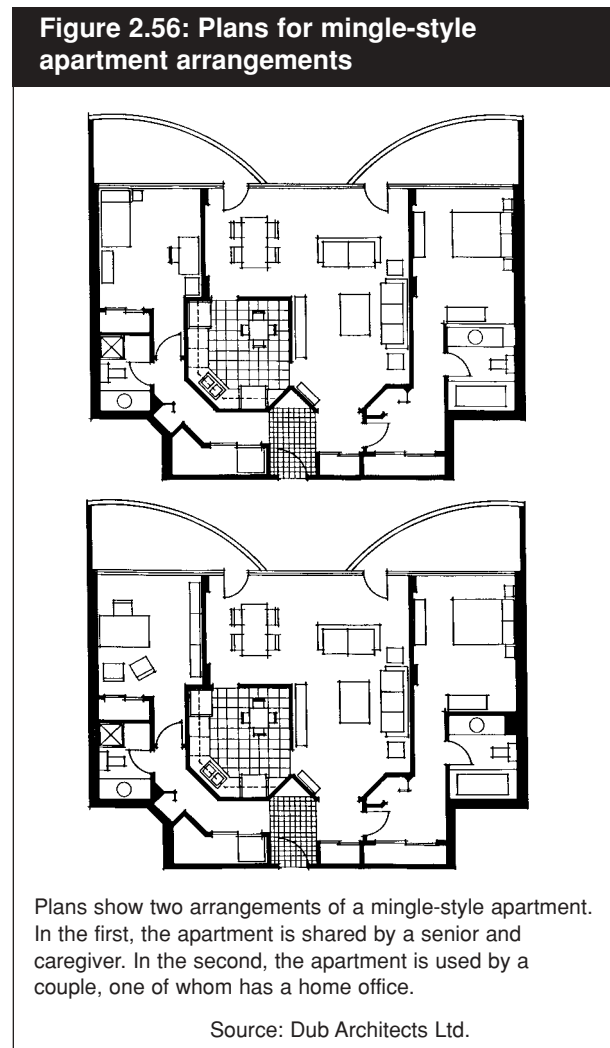 Figure 2.56: Plans for mingle-style
apartment arrangements
Plans show two arrangements of a mingle-style apartment.
In the first, the apartment is shared by a senior and
caregiver. In the second, the apartment is used by a
couple, one of whom has a home office.
Source: Dub Architects Ltd.